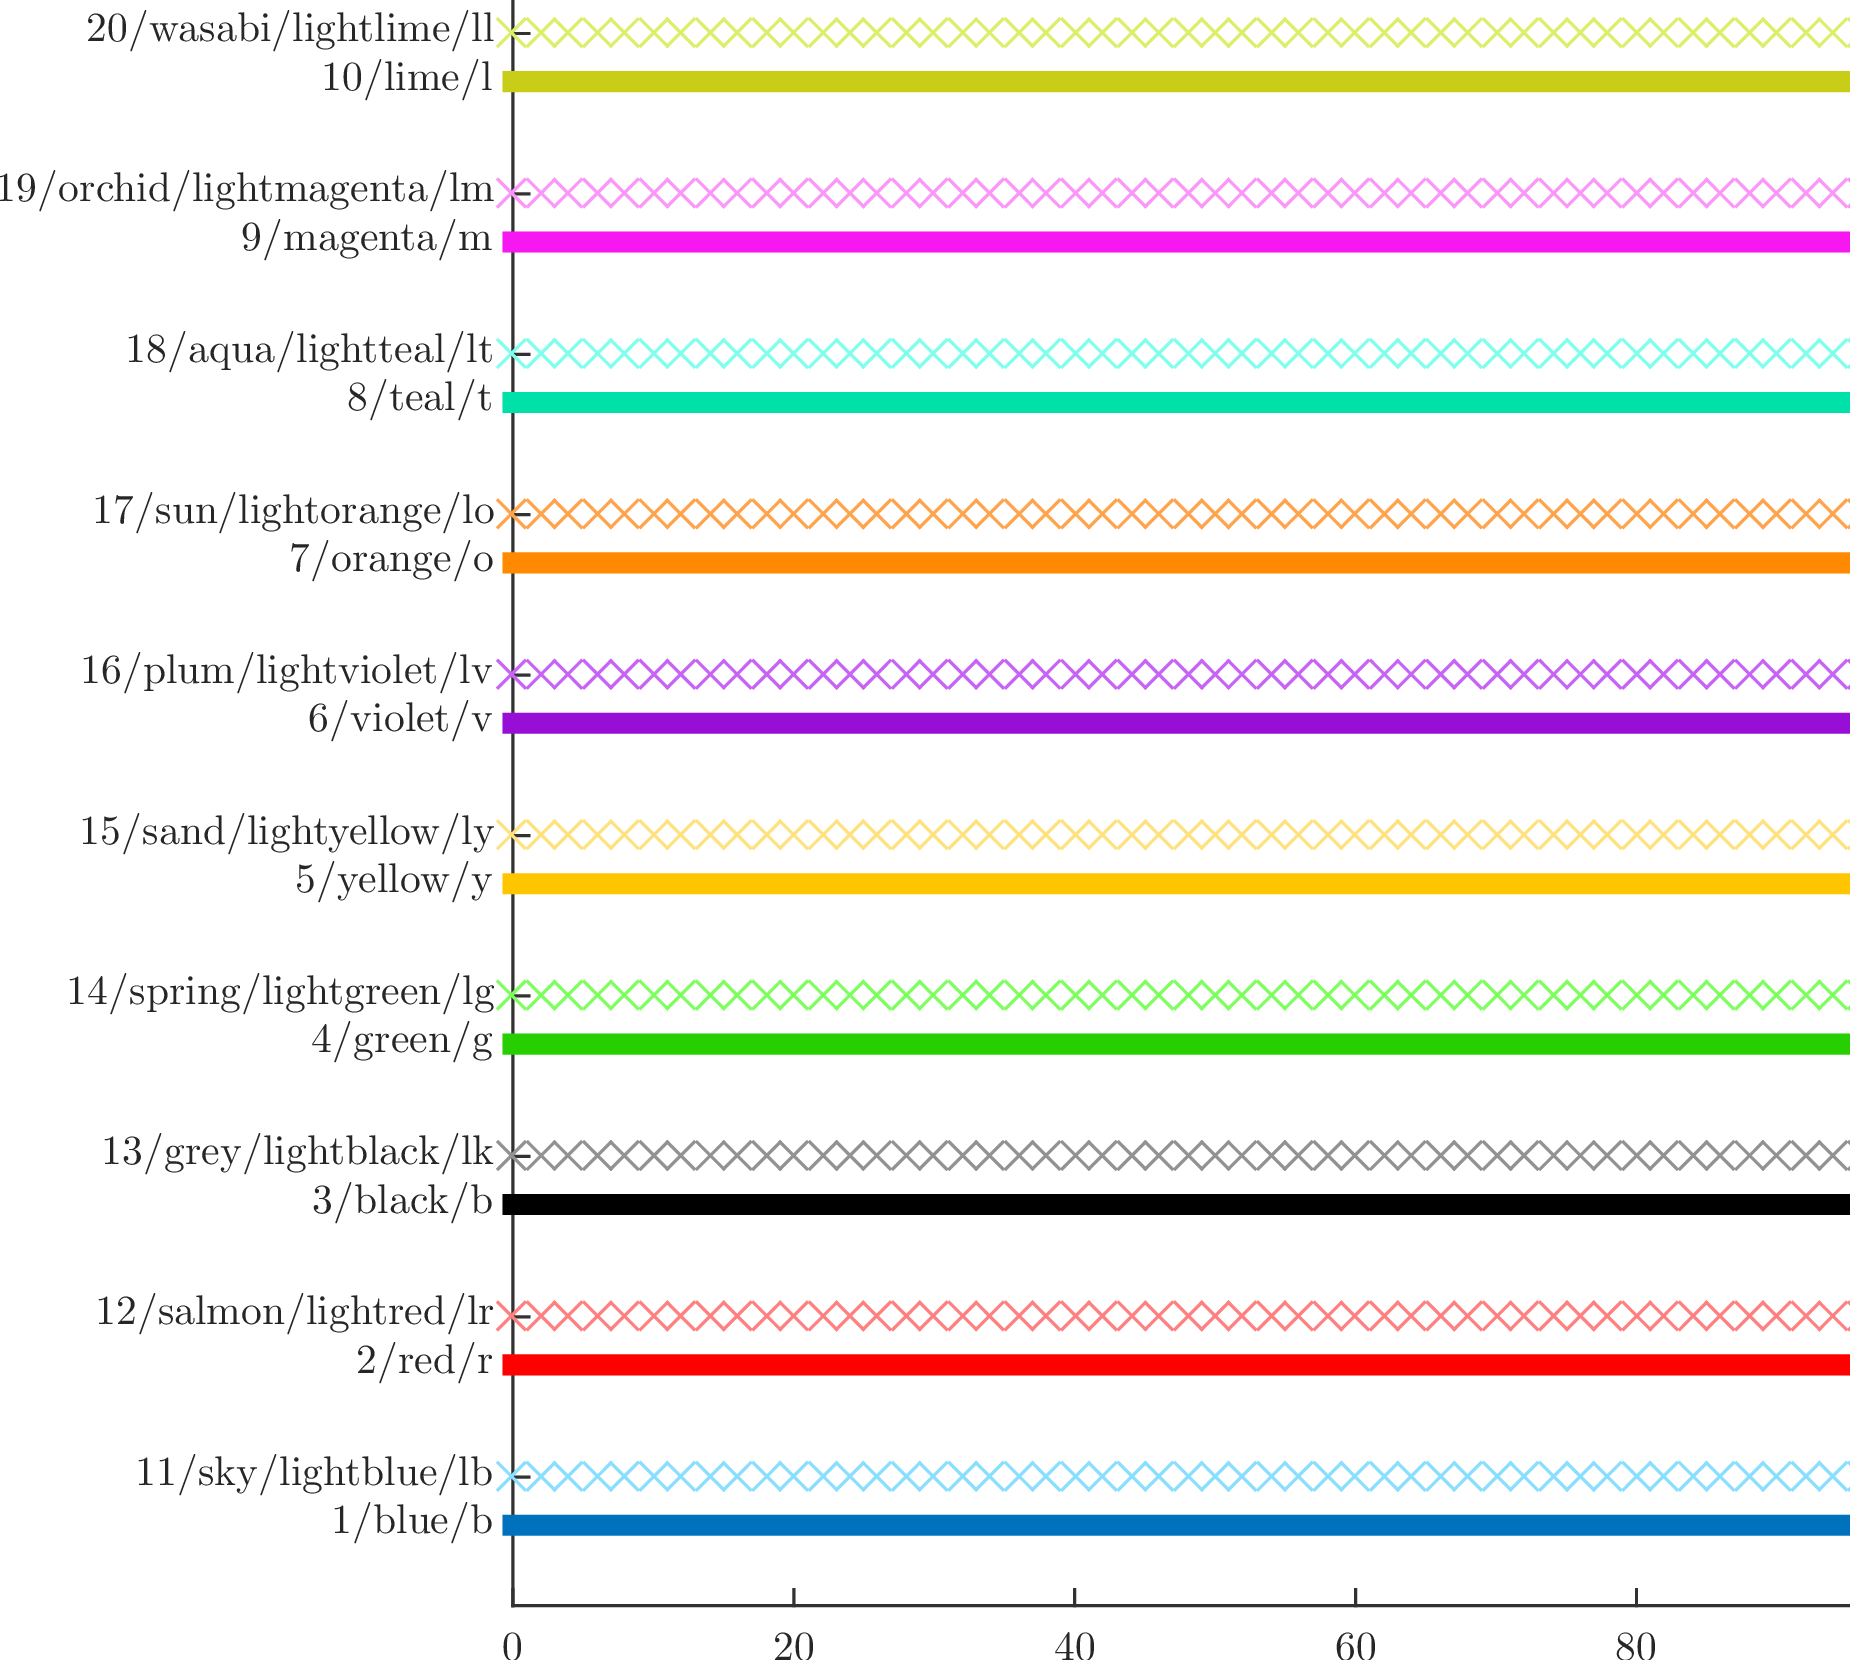 20/wasabi/lightlime/ll
10/lime/l
19/orchid/lightmagenta/lm
9/magenta/m
18/aqua/lightteal/lt
8/teal/t
17/sun/lightorange/lo
7/orange/o
16/plum/lightviolet/lv
6/violet/v
15/sand/lightyellow/ly
5/yellow/y
14/spring/lightgreen/lg
4/green/g
13/grey/lightblack/lk
3/black/b
12/salmon/lightred/lr
2/red/r
11/sky/lightblue/lb
1/blue/b
0 20 40 60 80